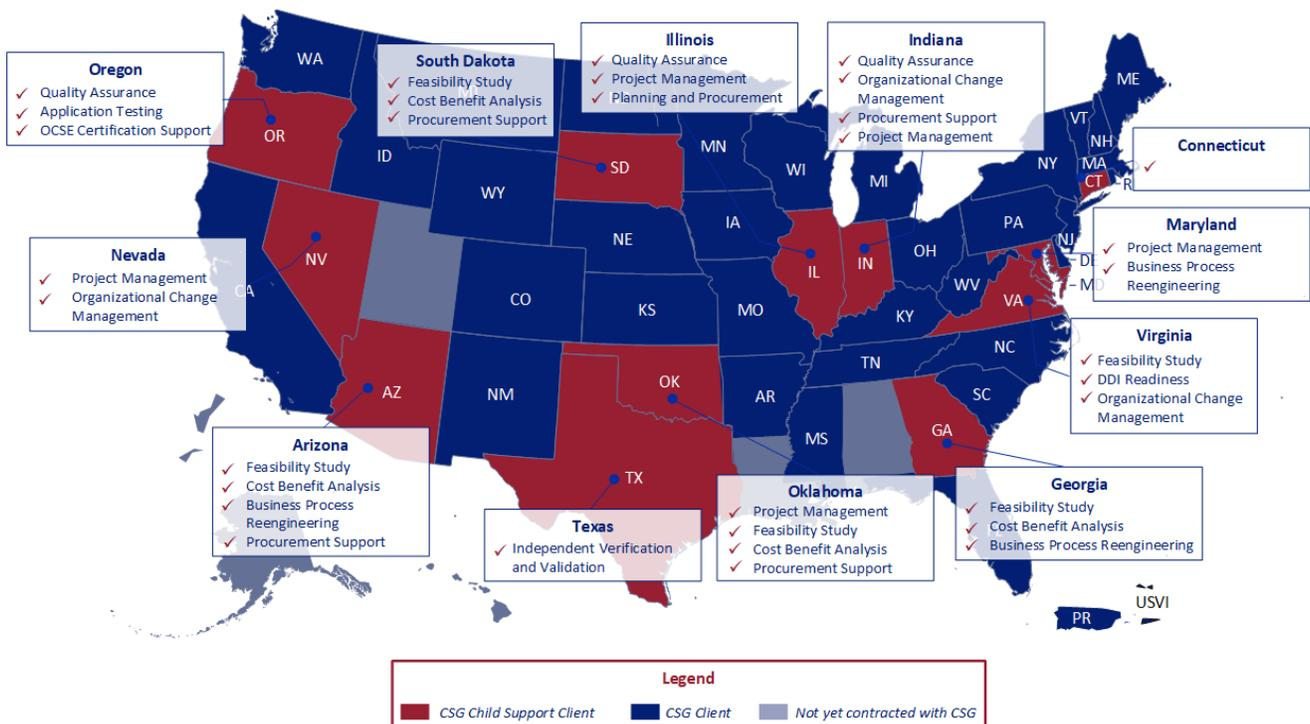 Oregon
✓ Quality Assurance
✓ Application Testing
✓ OCSE Certification Support
South Dakota
✓ Feasibility Study
✓ Cost Benefit Analysis
✓ Procurement Support
Illinois
✓ Quality Assurance
✓ Project Management
✓ Planning and Procurement
Indiana
✓ Quality Assurance
✓ Organizational Change
Management
✓ Procurement Support
✓ Project Management
Connecticut
✓
Maryland
✓ Project Management
✓ Business Process
Reengineering
Nevada
✓ Project Management
✓ Organizational Change
Management
Virginia
✓ Feasibility Study
✓ DDI Readiness
✓ Organizational Change
Management
Arizona
✓ Feasibility Study
✓ Cost Benefit Analysis
✓ Business Process
Reengineering
✓ Procurement Support
Texas
✓ Independent Verification
and Validation
Oklahoma
✓ Project Management
✓ Feasibility Study
✓ Cost Benefit Analysis
✓ Procurement Support
Georgia
✓ Feasibility Study
✓ Cost Benefit Analysis
✓ Business Process Reengineering
WA
OR
ID
WY
SD
MN
WI
MI
NY
VT
NH
ME
MA
CT
PA
NJ
DE
MD
NV
CA
CO
NE
KS
IA
MO
IL
IN
OH
WV
VA
KY
NC
TN
SC
AZ
NM
OK
TX
AR
MS
GA
FL
PR
USVI
Legend
CSG Child Support Client
CSG Client
Not yet contracted with CSG